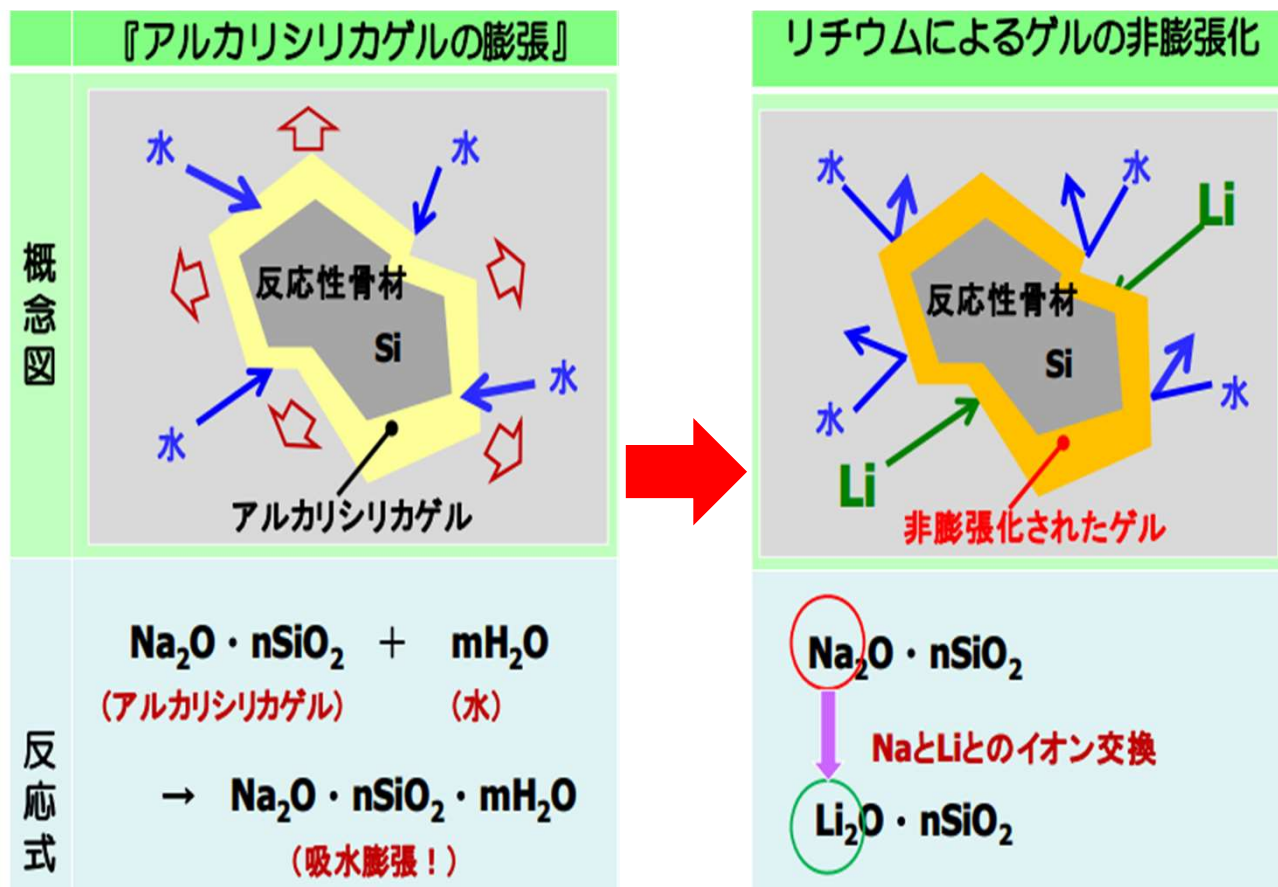 『アルカリシリカゲルの膨張』
概念図
水
水
反応性骨材
Si
水
水
アルカリシリカゲル
反応式
Na₂O・nSiO₂ + mH₂O
(アルカリシリカゲル) (水)
→ Na₂O・nSiO₂・mH₂O
(吸水膨張!)
リチウムによるゲルの非膨張化
水
水
Li
反応性骨材
Si
水
水
Li
非膨張化されたゲル
Na₂O・nSiO₂
NaとLiとのイオン交換
Li₂O・nSiO₂